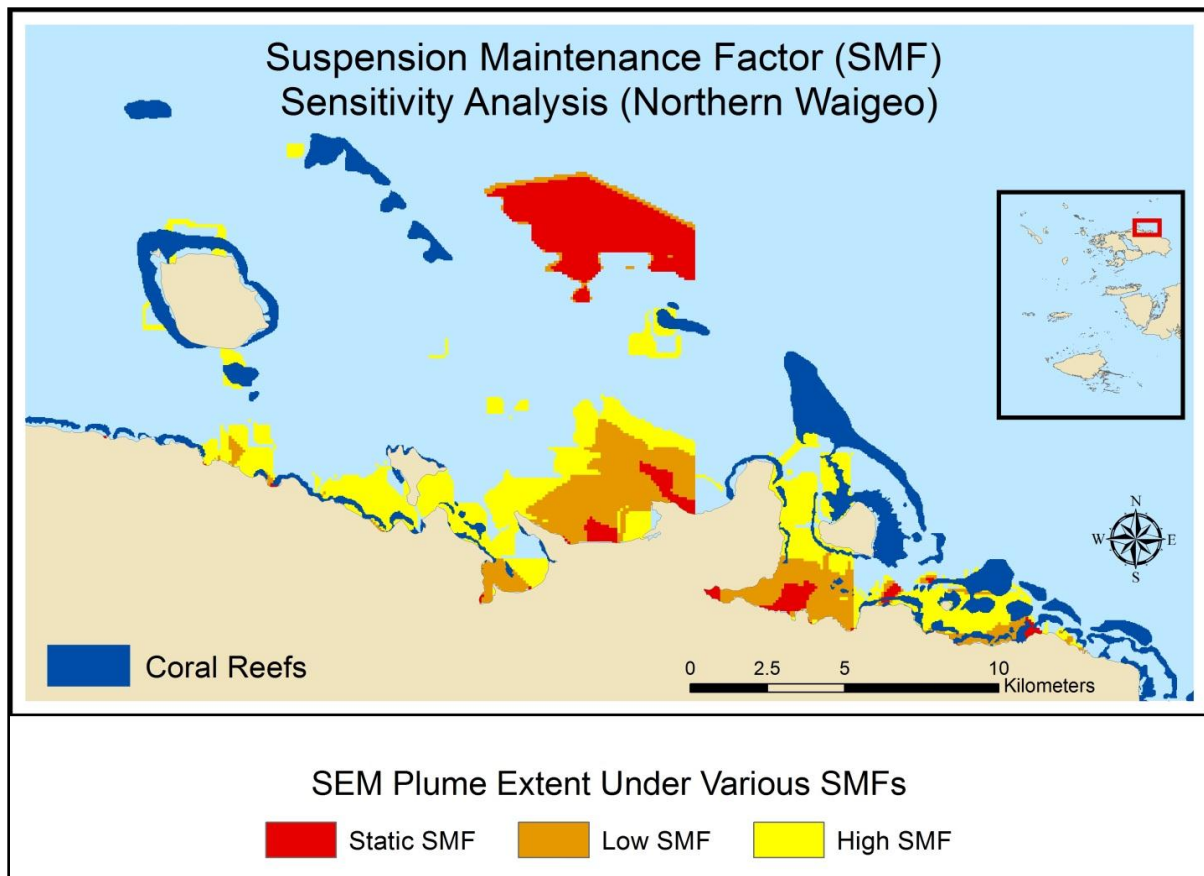 Suspension Maintenance Factor (SMF)
Sensitivity Analysis (Northern Waigeo)
N
W E
S
Coral Reefs
0 2.5 5 10
Kilometers
SEM Plume Extent Under Various SMFs
Static SMF Low SMF High SMF